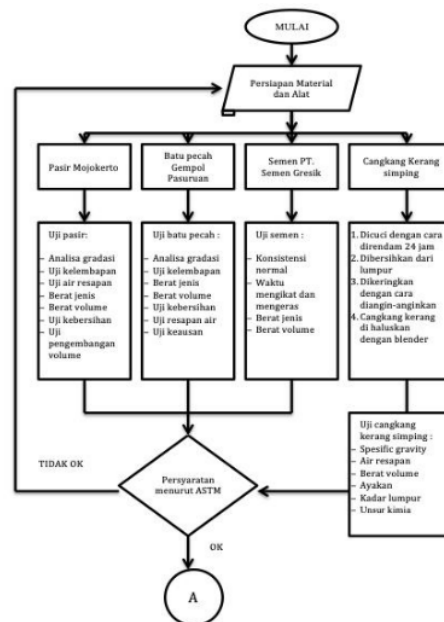 MULAI
Persiapan Material
dan Alat
Pasir Mojokerto
Batu pecah
Gempol
Pasuruan
Semen PT.
Semen Gresik
Cangkang Kerang
simping
Uji pasir:
– Analisa gradasi
– Uji kelembapan
– Uji air resapan
– Berat jenis
– Berat volume
– Uji kebersihan
– Uji
pengembangan
volume
Uji batu pecah :
– Analisa gradasi
– Uji kelembapan
– Berat jenis
– Berat volume
– Uji kebersihan
– Uji resapan air
– Uji keausan
Uji semen :
– Konsistensi
normal
– Waktu
mengikat dan
mengeras
– Berat jenis
– Berat volume
1. Dicuci dengan cara
direndam 24 jam
2. Dibersihkan dari
lumpur
3. Dikeringkan
dengan cara
diangin-anginkan
4. Cangkang kerang
di haluskan
dengan blender
Uji cangkang
kerang simping :
– Spesific gravity
– Air resapan
– Berat volume
– Ayakan
– Kadar lumpur
– Unsur kimia
TIDAK OK
Persyaratan
menurut ASTM
OK
A